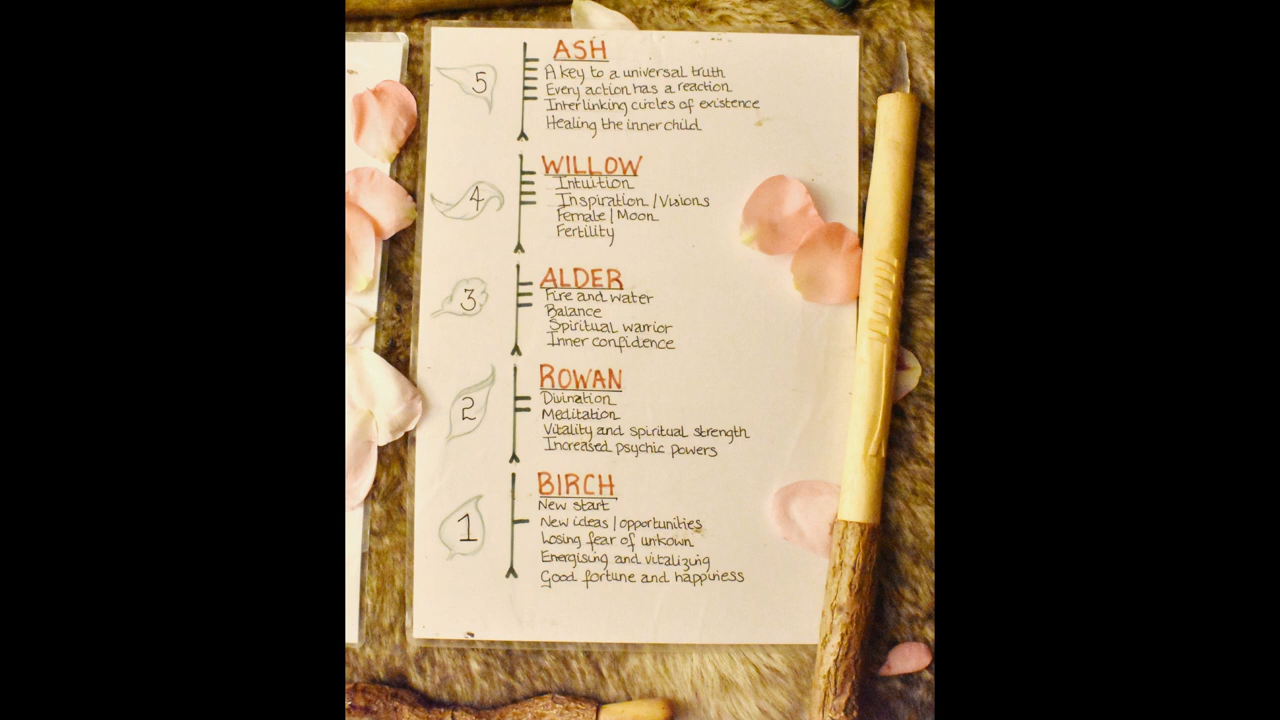 5
ASH
A key to a universal truth
Every action has a reaction
Interlinking circles of existence
Healing the inner child
4
WILLOW
Intuition
Inspiration / Visions
Female / Moon
Fertility
3
ALDER
Fire and water
Balance
Spiritual warrior
Inner confidence
2
ROWAN
Divination
Meditation
Vitality and spiritual strength
Increased psychic powers
1
BIRCH
New start
New ideas / opportunities
Losing fear of unkown
Energising and vitalizing
Good fortune and happiness